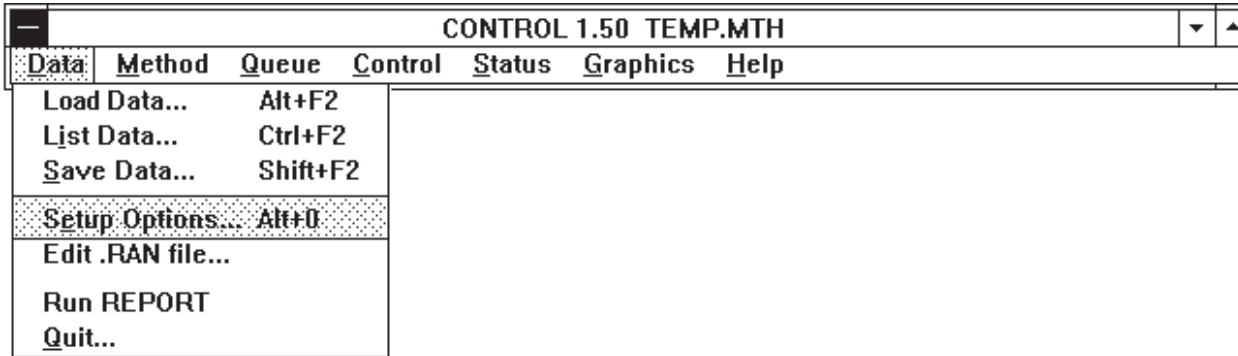 CONTROL 1.50 TEMP.MTH
Data Method Queue Control Status Graphics Help
Load Data... Alt+F2
List Data... Ctrl+F2
Save Data... Shift+F2
Setup Options... Alt+O
Edit .RAN file...
Run REPORT
Quit...